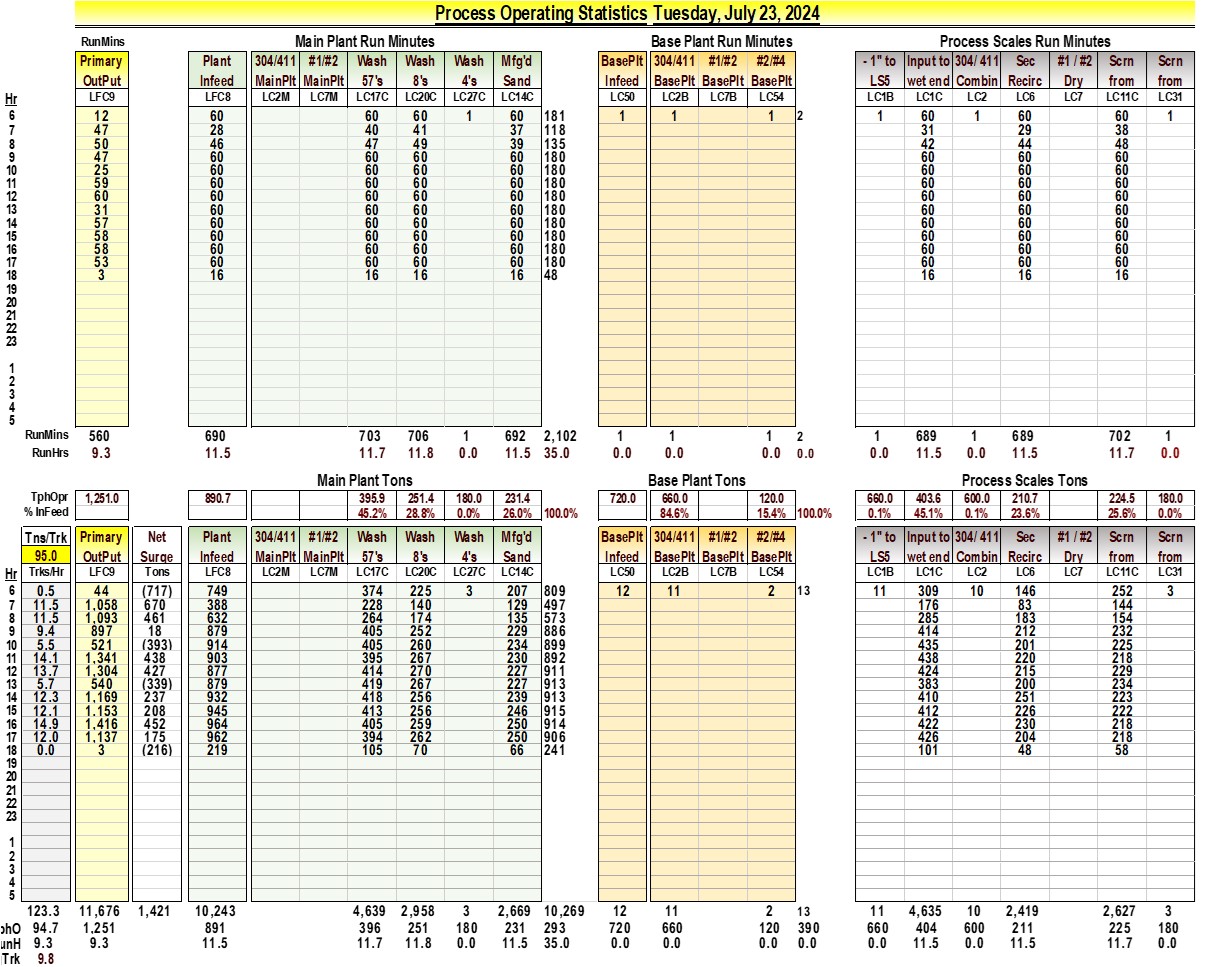 Process Operating Statistics Tuesday, July 23, 2024
RunMins Main Plant Run Minutes Base Plant Run Minutes Process Scales Run Minutes
Primary Plant 304/411 #1/#2 Wash Wash Wash Mfg'd BasePlt 304/411 #1/#2 #2/#4 - 1" to Input to 304/ 411 Sec #1 / #2 Scrn Scrn
OutPut Infeed MainPlt MainPlt 57's 8's 4's Sand Infeed BasePlt BasePlt BasePlt LS5 wet end Combin Recirc Dry from from
Hr LFC9 LFC8 LC2M LC7M LC17C LC20C LC27C LC14C LC50 LC2B LC7B LC54 LC1B LC1C LC2 LC6 LC7 LC11C LC31
6 12 60 60 60 1 60 181 1 1 1 2 1 60 1 60 60 1
7 47 28 40 41 37 118 31 29 38
8 50 46 47 49 39 135 42 44 48
9 47 60 60 60 60 180 60 60 60
10 25 60 60 60 60 180 60 60 60
11 59 60 60 60 60 180 60 60 60
12 60 60 60 60 60 180 60 60 60
13 31 60 60 60 60 180 60 60 60
14 57 60 60 60 60 180 60 60 60
15 58 60 60 60 60 180 60 60 60
16 58 60 60 60 60 180 60 60 60
17 53 60 60 60 60 180 60 60 60
18 3 16 16 16 16 48 16 16 16
19
20
21
22
23
1
2
3
4
5
RunMins 560 690 703 706 1 692 2,102 1 1 1 2 1 689 1 689 702 1
RunHrs 9.3 11.5 11.7 11.8 0.0 11.5 35.0 0.0 0.0 0.0 0.0 0.0 11.5 0.0 11.5 11.7 0.0
Main Plant Tons Base Plant Tons Process Scales Tons
TphOpr 1,251.0 890.7 395.9 251.4 180.0 231.4 720.0 660.0 120.0 660.0 403.6 600.0 210.7 224.5 180.0
% InFeed 45.2% 28.8% 0.0% 26.0% 100.0% 84.6% 15.4% 100.0% 0.1% 45.1% 0.1% 23.6% 25.6% 0.0%
Tns/Trk Primary Net Plant 304/411 #1/#2 Wash Wash Wash Mfg'd BasePlt 304/411 #1/#2 #2/#4 - 1" to Input to 304/ 411 Sec #1 / #2 Scrn Scrn
95.0 OutPut Surge Infeed MainPlt MainPlt 57's 8's 4's Sand Infeed BasePlt BasePlt BasePlt LS5 wet end Combin Recirc Dry from from
Hr Trks/Hr LFC9 Tons LFC8 LC2M LC7M LC17C LC20C LC27C LC14C LC50 LC2B LC7B LC54 LC1B LC1C LC2 LC6 LC7 LC11C LC31
6 0.5 44 (717) 749 374 225 3 207 809 12 11 2 13 11 309 10 146 252 3
7 11.5 1,058 670 388 228 140 129 497 176 83 144
8 11.5 1,093 461 632 264 174 135 573 285 183 154
9 9.4 897 18 879 405 252 229 886 414 212 232
10 5.5 521 (393) 914 405 260 234 899 435 201 225
11 14.1 1,341 438 903 395 267 230 892 438 220 218
12 13.7 1,304 427 877 414 270 227 911 424 215 229
13 5.7 540 (339) 879 419 267 227 913 383 200 234
14 12.3 1,169 237 932 418 256 239 913 410 251 223
15 12.1 1,153 208 945 413 256 246 915 412 226 222
16 14.9 1,416 452 964 405 259 250 914 422 230 218
17 12.0 1,137 175 962 394 262 250 906 426 204 218
18 0.0 3 (216) 219 105 70 66 241 101 48 58
19
20
21
22
23
1
2
3
4
5
123.3 11,676 1,421 10,243 4,639 2,958 3 2,669 10,269 12 11 2 13 11 4,635 10 2,419 2,627 3
phO 94.7 1,251 891 396 251 180 231 293 720 660 120 390 660 404 600 211 225 180
unH 9.3 9.3 11.5 11.7 11.8 0.0 11.5 35.0 0.0 0.0 0.0 0.0 0.0 11.5 0.0 11.5 11.7 0.0
Trk 9.8